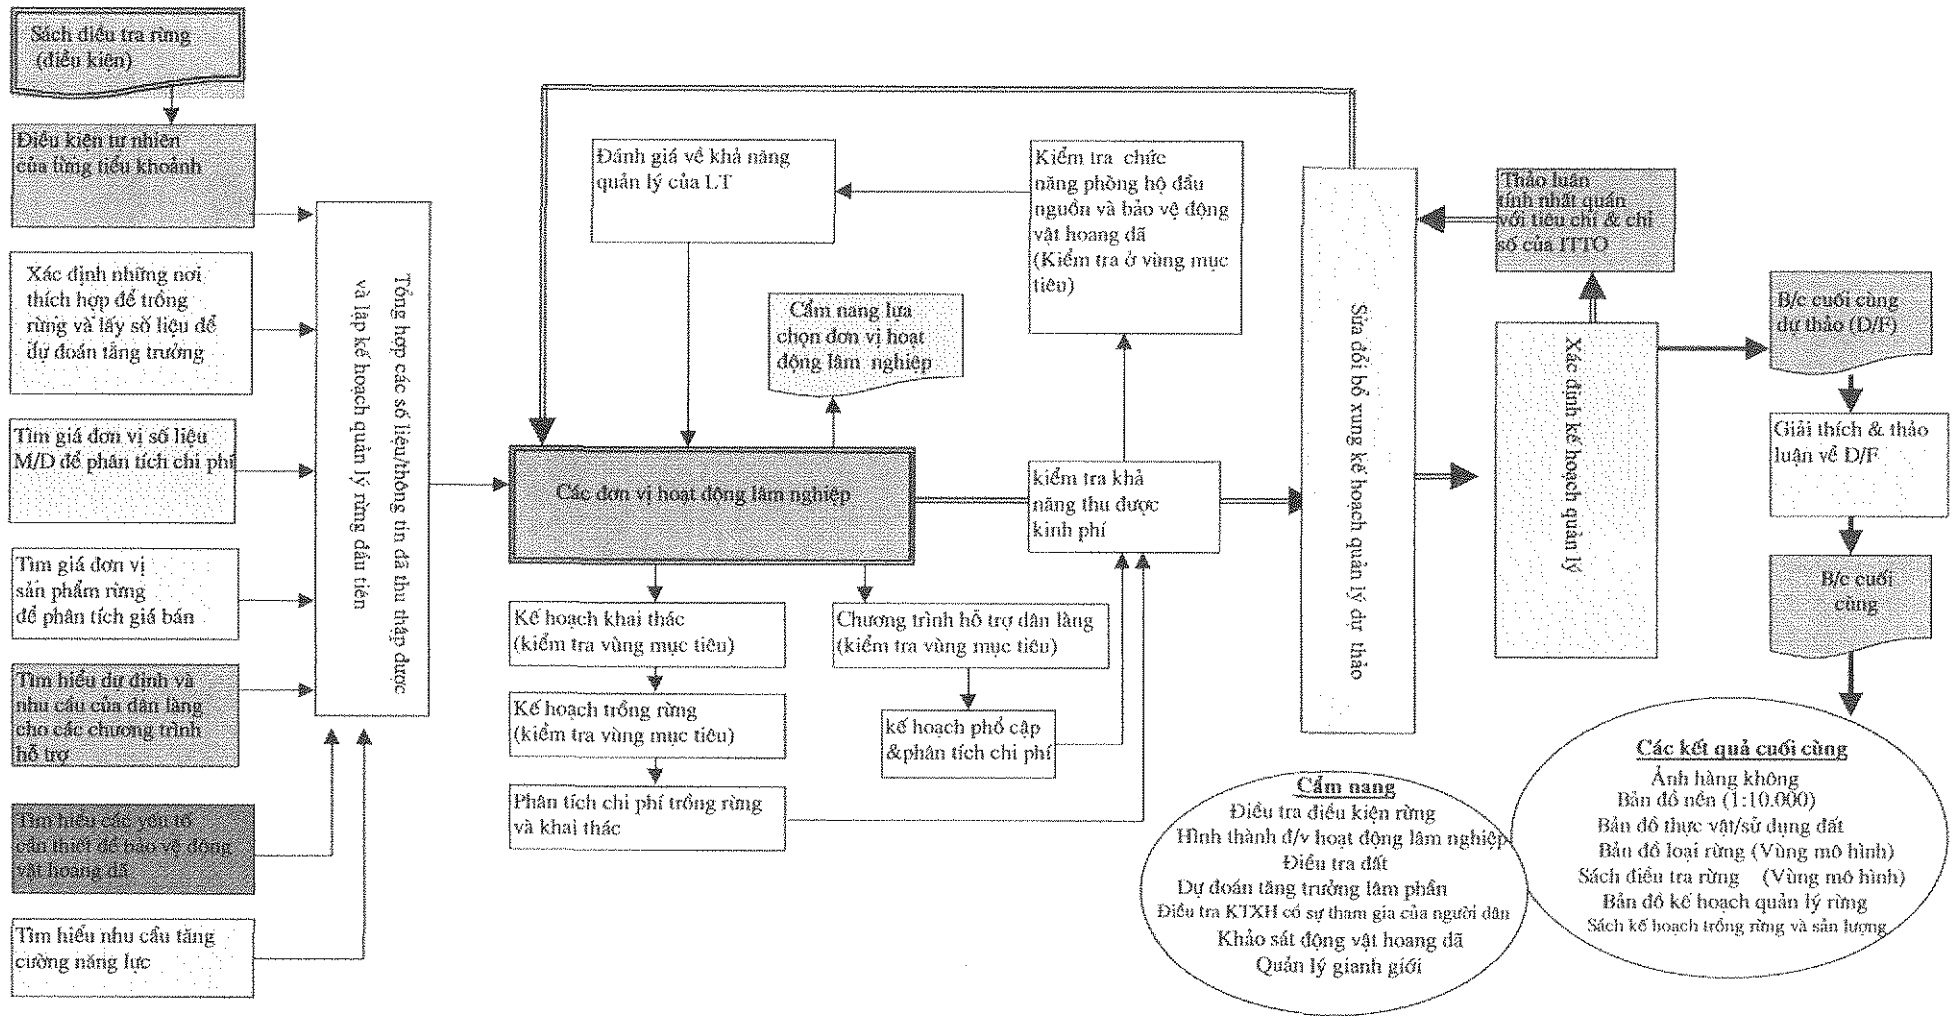 Sách điều tra rừng
(điều kiện)
Điều kiện tự nhiên
của từng tiểu khoảnh
Xác định những nơi
thích hợp để trồng
rừng và lấy số liệu để
dự đoán tăng trưởng
Tìm giá đơn vị số liệu
M/D để phân tích chi phí
Tìm giá đơn vị
sản phẩm rừng
để phân tích giá bán
Tìm hiểu dự định và
nhu cầu của dân làng
cho các chương trình
hỗ trợ
Tìm hiểu các yếu tố
cần thiết để bảo vệ động
vật hoang dã
Tìm hiểu nhu cầu tăng
cường năng lực
Tổng hợp các số liệu/thông tin đã thu thập được
và lập kế hoạch quản lý rừng đầu tiên
Đánh giá về khả năng
quản lý của LT
Cẩm nang lựa
chọn đơn vị hoạt
động lâm nghiệp
Các đơn vị hoạt động lâm nghiệp
Kế hoạch khai thác
(kiểm tra vùng mục tiêu)
Kế hoạch trồng rừng
(kiểm tra vùng mục tiêu)
Phân tích chi phí trồng rừng
và khai thác
Chương trình hỗ trợ dân làng
(kiểm tra vùng mục tiêu)
kế hoạch phổ cập
&phân tích chi phí
Kiểm tra chức
năng phòng hộ đầu
nguồn và bảo vệ động
vật hoang dã
(Kiểm tra ở vùng mục
tiêu)
kiểm tra khả
năng thu được
kinh phí
Sửa đổi bổ xung kế hoạch quản lý dự thảo
Thảo luận
tính nhất quán
với tiêu chí & chỉ
số của ITTO
Xác định kế hoạch quản lý
B/c cuối cùng
dự thảo (D/F)
Giải thích & thảo
luận về D/F
B/c cuối
cùng
Cẩm nang
Điều tra điều kiện rừng
Hình thành đ/v hoạt động lâm nghiệp
Điều tra đất
Dự đoán tăng trưởng lâm phần
Điều tra KTXH có sự tham gia của người dân
Khảo sát động vật hoang dã
Quản lý gianh giới
Các kết quả cuối cùng
Ảnh hàng không
Bản đồ nền (1:10.000)
Bản đồ thực vật/sử dụng đất
Bản đồ loại rừng (Vùng mô hình)
Sách điều tra rừng (Vùng mô hình)
Bản đồ kế hoạch quản lý rừng
Sách kế hoạch trồng rừng và sản lượng